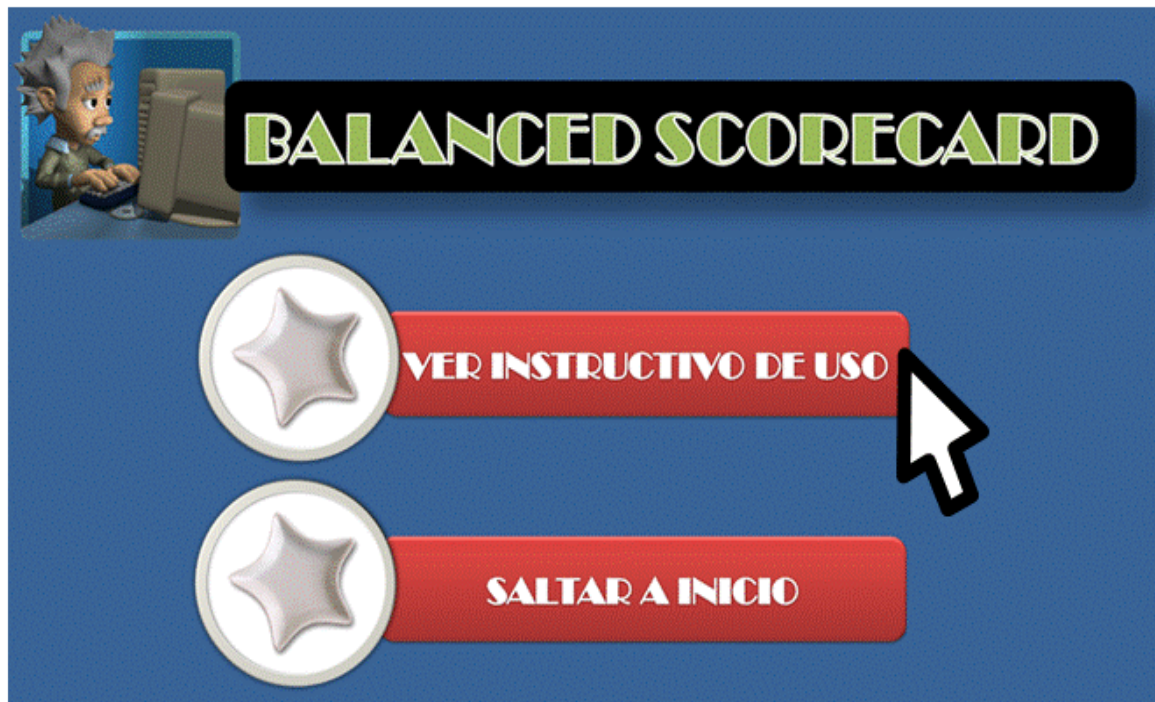 BALANCED SCORECARD
VER INSTRUCTIVO DE USO
SALTAR A INICIO